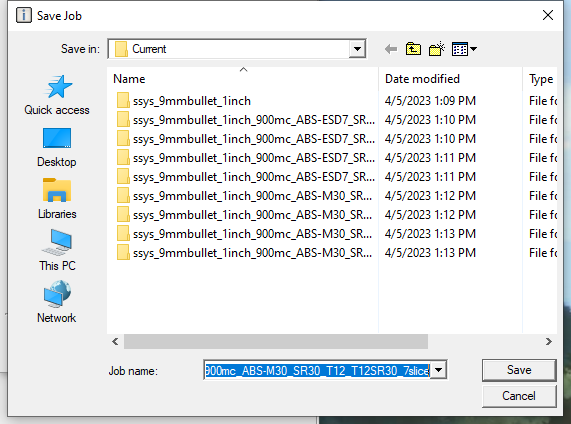 Save Job
Save in: Current
Name Date modified Type
ssys_9mmbullet_1inch 4/5/2023 1:09 PM File fo
ssys_9mmbullet_1inch_900mc_ABS-ESD7_SR... 4/5/2023 1:10 PM File fo
ssys_9mmbullet_1inch_900mc_ABS-ESD7_SR... 4/5/2023 1:10 PM File fo
ssys_9mmbullet_1inch_900mc_ABS-ESD7_SR... 4/5/2023 1:11 PM File fo
ssys_9mmbullet_1inch_900mc_ABS-ESD7_SR... 4/5/2023 1:11 PM File fo
ssys_9mmbullet_1inch_900mc_ABS-M30_SR... 4/5/2023 1:12 PM File fo
ssys_9mmbullet_1inch_900mc_ABS-M30_SR... 4/5/2023 1:12 PM File fo
ssys_9mmbullet_1inch_900mc_ABS-M30_SR... 4/5/2023 1:13 PM File fo
ssys_9mmbullet_1inch_900mc_ABS-M30_SR... 4/5/2023 1:13 PM File fo
Quick access
Desktop
Libraries
This PC
Network
Job name: 900mc_ABS-M30_SR30_T12_T12SR30_7slice Save
Cancel